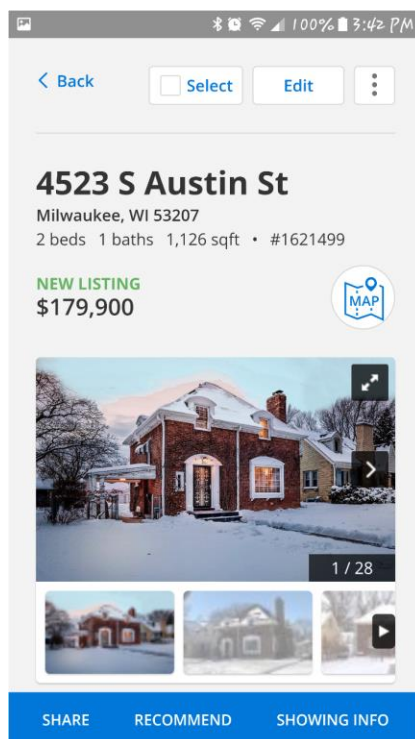 100% 3:42 PM
Back
Select
Edit
4523 S Austin St
Milwaukee, WI 53207
2 beds 1 baths 1,126 sqft • #1621499
NEW LISTING
$179,900
MAP
1 / 28
SHARE RECOMMEND SHOWING INFO